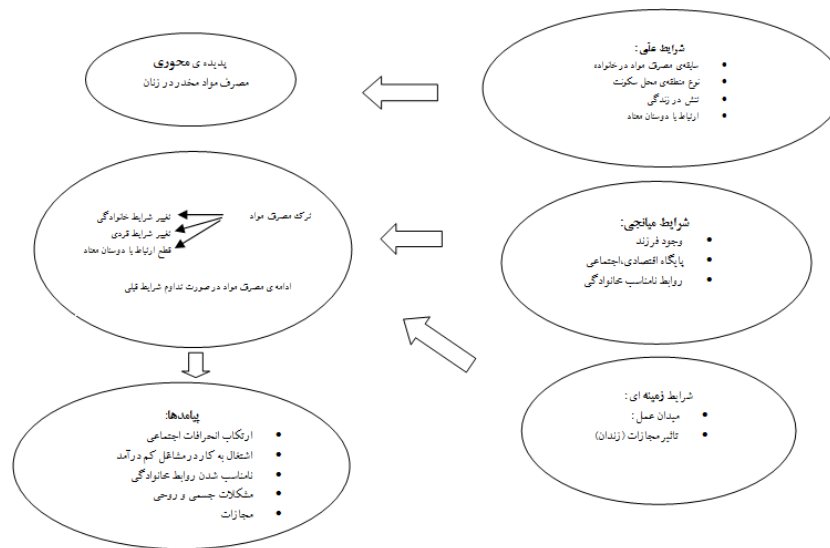 شرایط علی:
سابقه‌ی مصرف مواد در خانواده
نوع منطقه‌ی محل سکونت
تنش در زندگی
ارتباط با دوستان معتاد
پدیده ی محوری
مصرف مواد مخدر در زنان
شرایط میانجی:
وجود فرزند
پایگاه اقتصادی،اجتماعی
روابط نامناسب خانوادگی
ترک مصرف مواد
تغییر شرایط خانوادگی
تغییر شرایط فردی
قطع ارتباط با دوستان معتاد
ادامه ی مصرف مواد در صورت تداوم شرایط قبلی
شرایط زمینه ای:
میدان عمل:
تاثیر مجازات (زندان)
پیامدها:
ارتکاب انحرافات اجتماعی
اشتغال به کار در مشاغل کم درآمد
نامناسب شدن روابط خانوادگی
مشکلات جسمی و روحی
مجازات